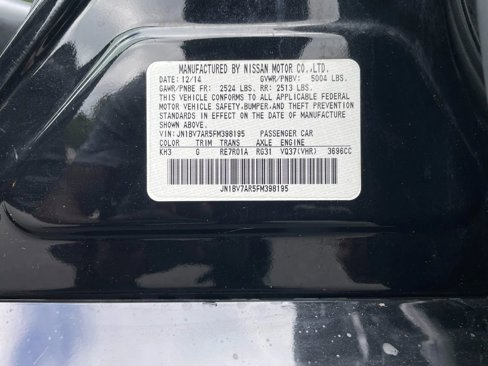 MANUFACTURED BY NISSAN MOTOR CO.,LTD.
DATE: 12/14 GVWR/PNBV: 5004 LBS.
GAWR/PNBE FR: 2524 LBS. RR: 2513 LBS.
THIS VEHICLE CONFORMS TO ALL APPLICABLE FEDERAL
MOTOR VEHICLE SAFETY,BUMPER,AND THEFT PREVENTION
STANDARDS IN EFFECT ON THE DATE OF MANUFACTURE
SHOWN ABOVE.
VIN: JN1BV7AR5FM398195 PASSENGER CAR
COLOR TRIM TRANS AXLE ENGINE
KH3 G RE7R01A RG31 VQ37(VHR) 3696CC
JN1BV7AR5FM398195